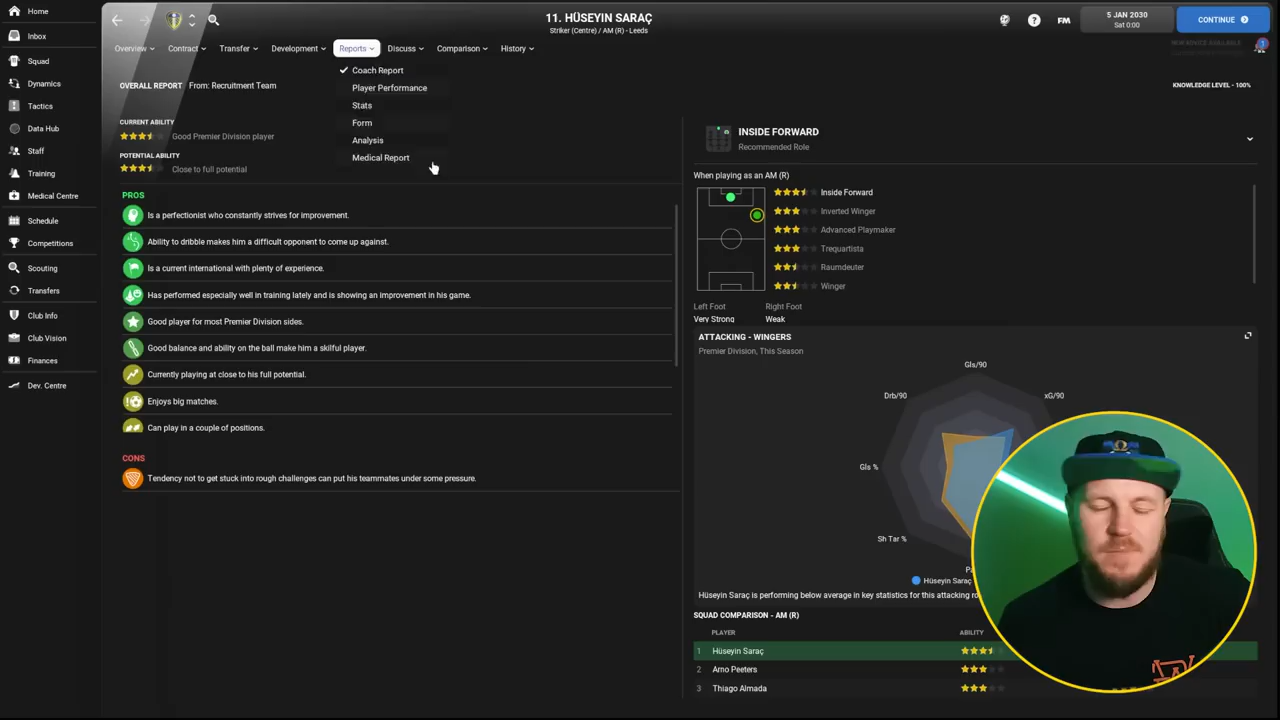 Home
Inbox
Squad
Dynamics
Tactics
Data Hub
Staff
Training
Medical Centre
Schedule
Competitions
Scouting
Transfers
Club Info
Club Vision
Finances
Dev. Centre
11. HÜSEYIN SARAÇ
Striker (Centre) / AM (R) - Leeds
FM
5 JAN 2030
Sat 0:00
CONTINUE
Overview
Contract
Transfer
Development
Reports
Discuss
Comparison
History
1
Coach Report
Player Performance
Stats
Form
Analysis
Medical Report
OVERALL REPORT From: Recruitment Team
KNOWLEDGE LEVEL - 100%
CURRENT ABILITY
Good Premier Division player
POTENTIAL ABILITY
Close to full potential
PROS
Is a perfectionist who constantly strives for improvement.
Ability to dribble makes him a difficult opponent to come up against.
Is a current international with plenty of experience.
Has performed especially well in training lately and is showing an improvement in his game.
Good player for most Premier Division sides.
Good balance and ability on the ball make him a skilful player.
Currently playing at close to his full potential.
Enjoys big matches.
Can play in a couple of positions.
CONS
Tendency not to get stuck into rough challenges can put his teammates under some pressure.
INSIDE FORWARD
Recommended Role
When playing as an AM (R)
Inside Forward
Inverted Winger
Advanced Playmaker
Trequartista
Raumdeuter
Winger
Left Foot
Very Strong
Right Foot
Weak
ATTACKING - WINGERS
Premier Division, This Season
Gls/90
xG/90
Drb/90
Gls %
Sh Tar %
Hüseyin Saraç
Hüseyin Saraç is performing below average in key statistics for this attacking
SQUAD COMPARISON - AM (R)
PLAYER
ABILITY
1 Hüseyin Saraç
2 Arno Peeters
3 Thiago Almada